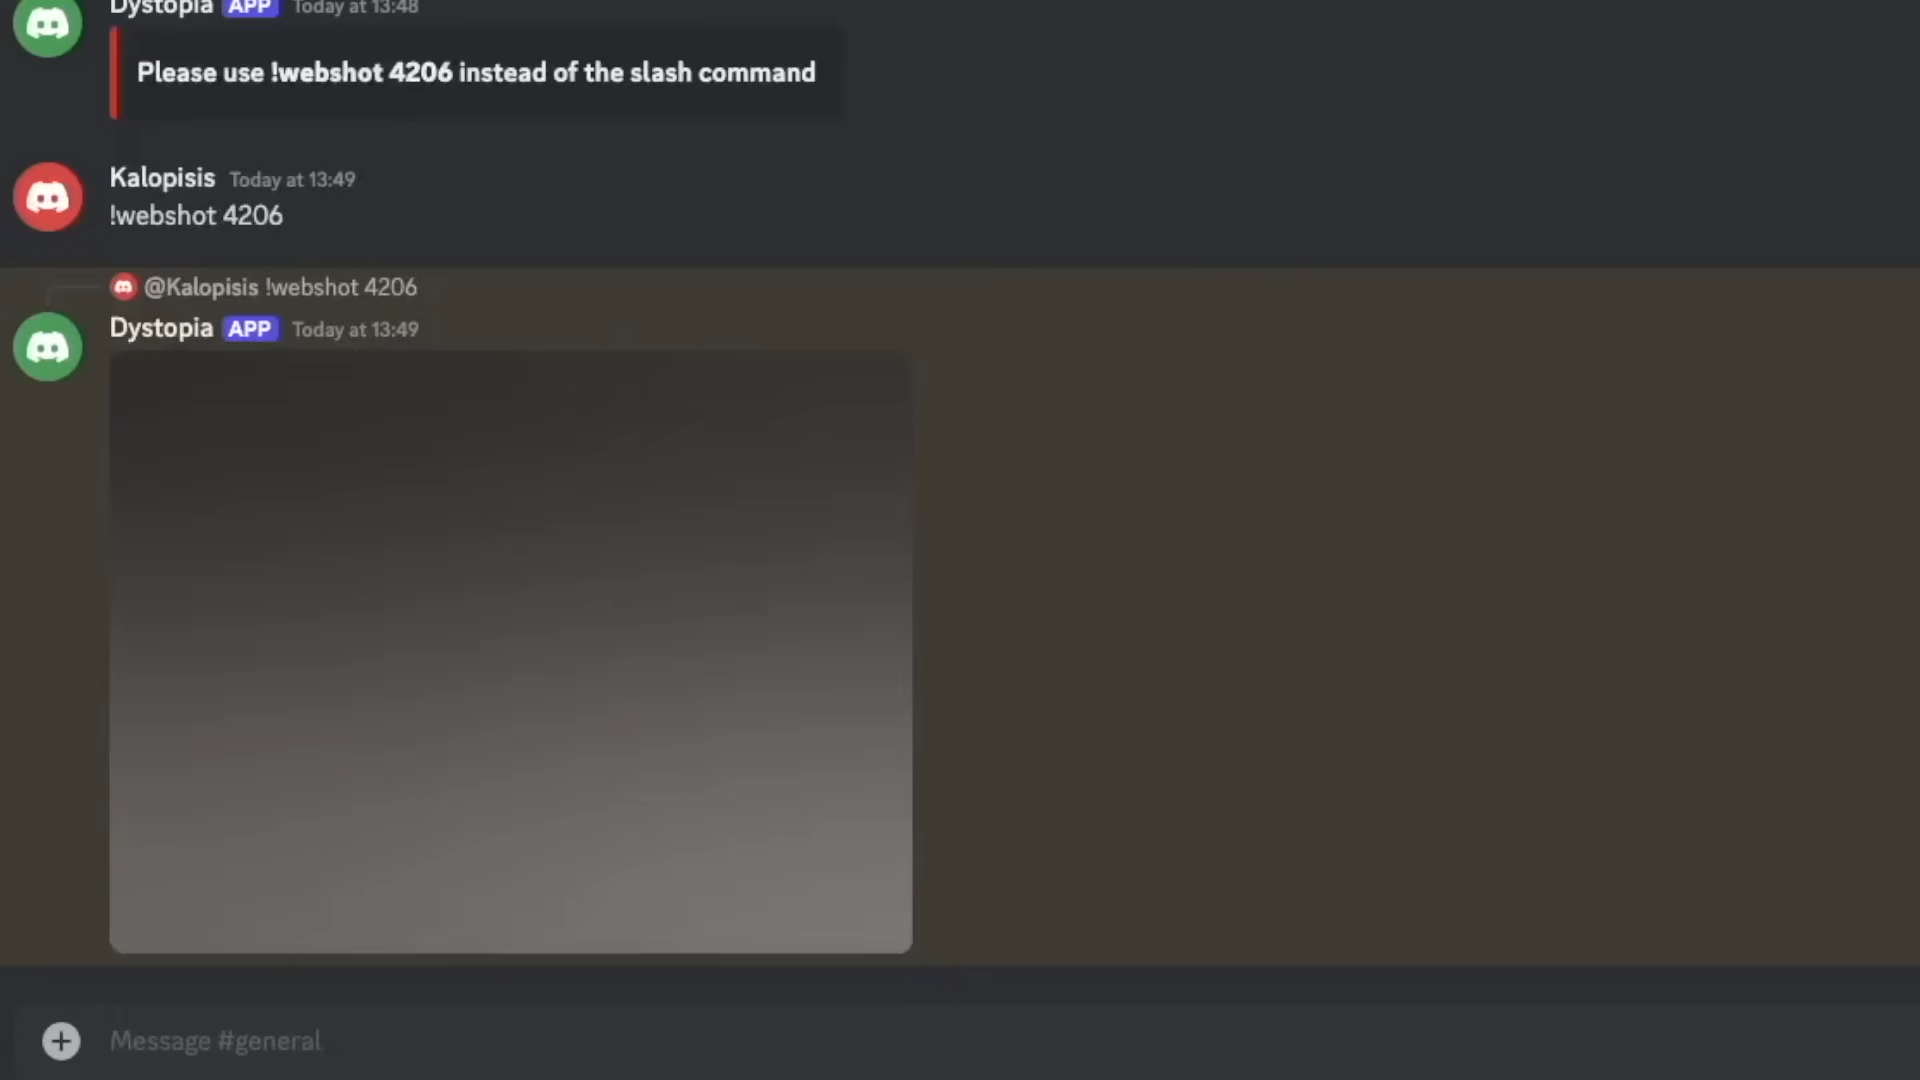 Dystopia APP Today at 13:48
Please use !webshot 4206 instead of the slash command
Kalopisis Today at 13:49
!webshot 4206
@Kalopisis !webshot 4206
Dystopia APP Today at 13:49
Message #general